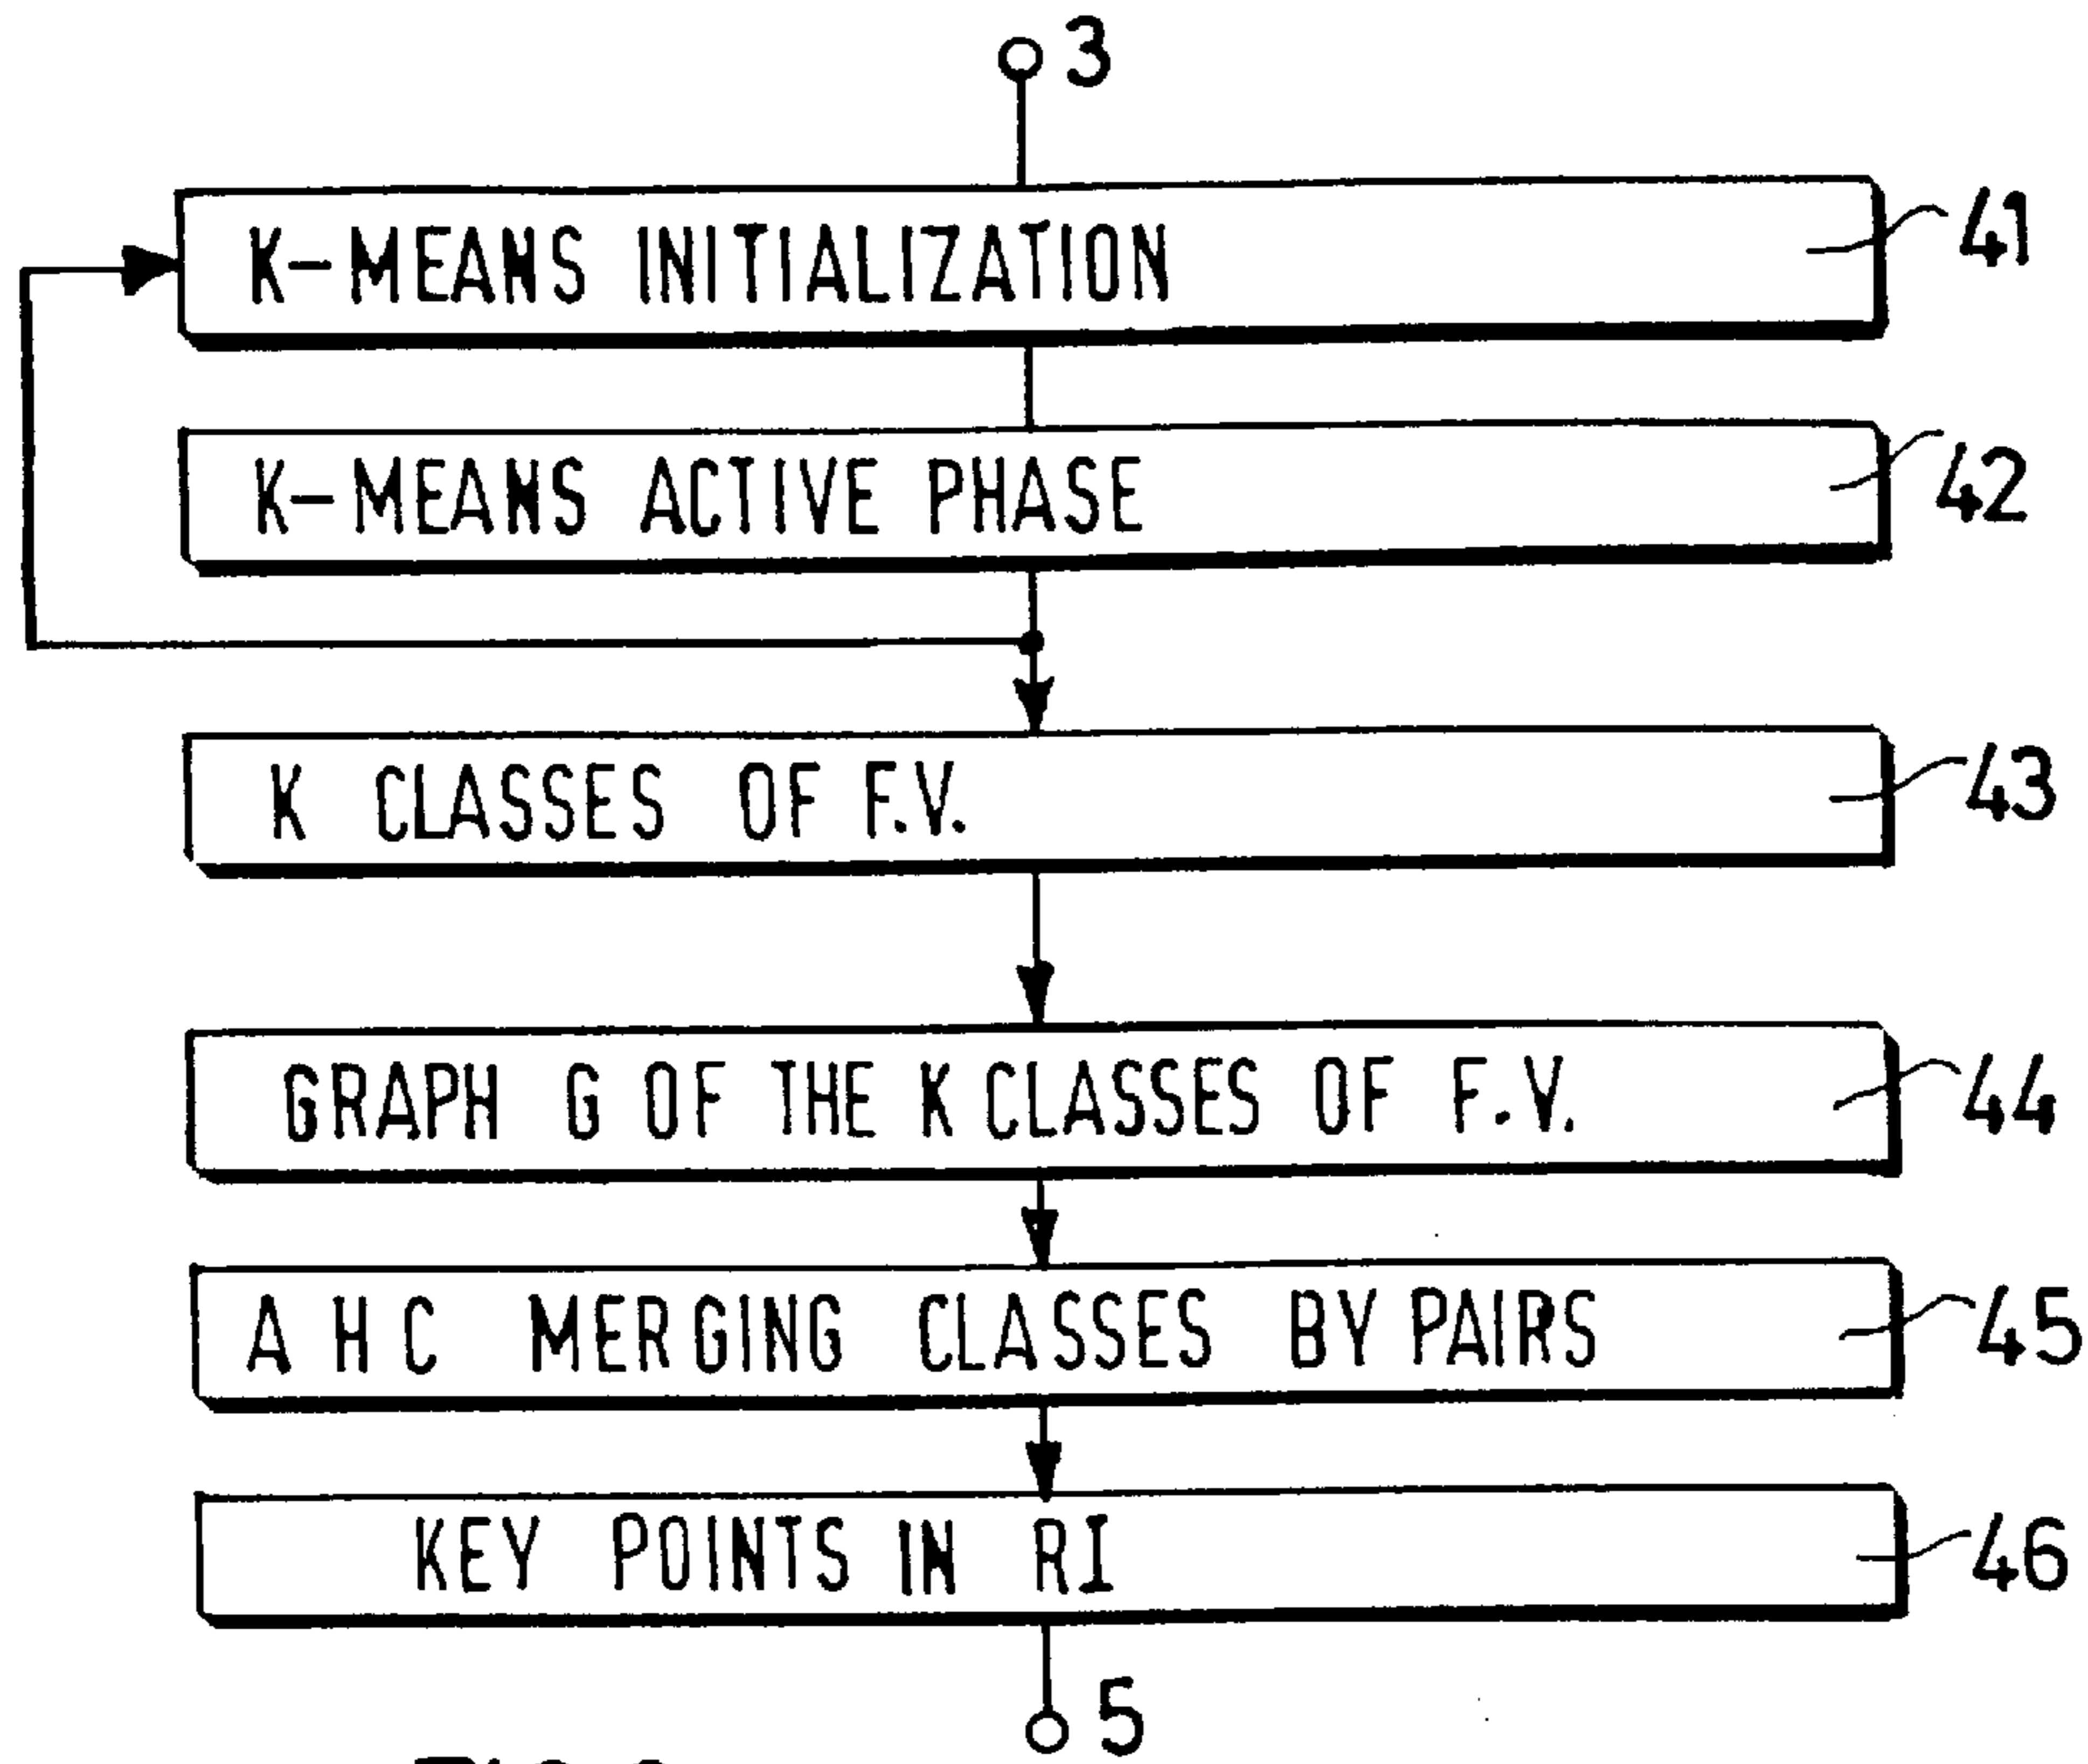 3
K-MEANS INITIALIZATION 41
K-MEANS ACTIVE PHASE 42
K CLASSES OF F.V. 43
GRAPH G OF THE K CLASSES OF F.V. 44
A H C MERGING CLASSES BY PAIRS 45
KEY POINTS IN RI 46
5